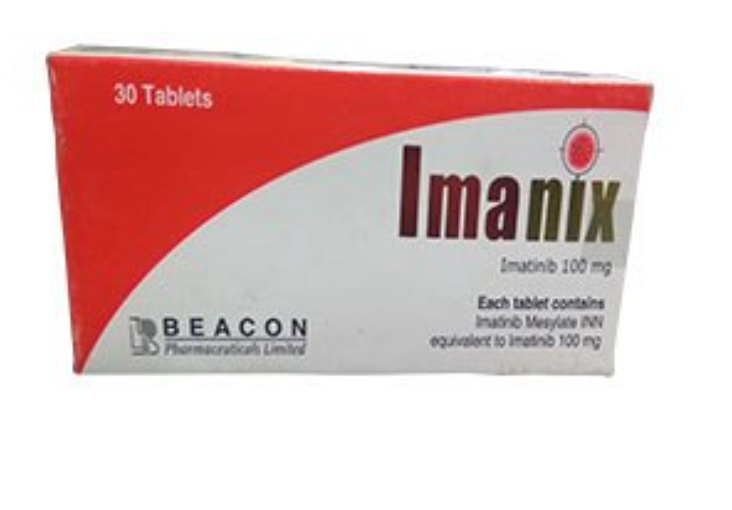 30 Tablets
Imanix
Imatinib 100 mg
Each tablet contains
Imatinib Mesylate INN
equivalent to Imatinib 100 mg
BEACON
Pharmaceuticals Limited